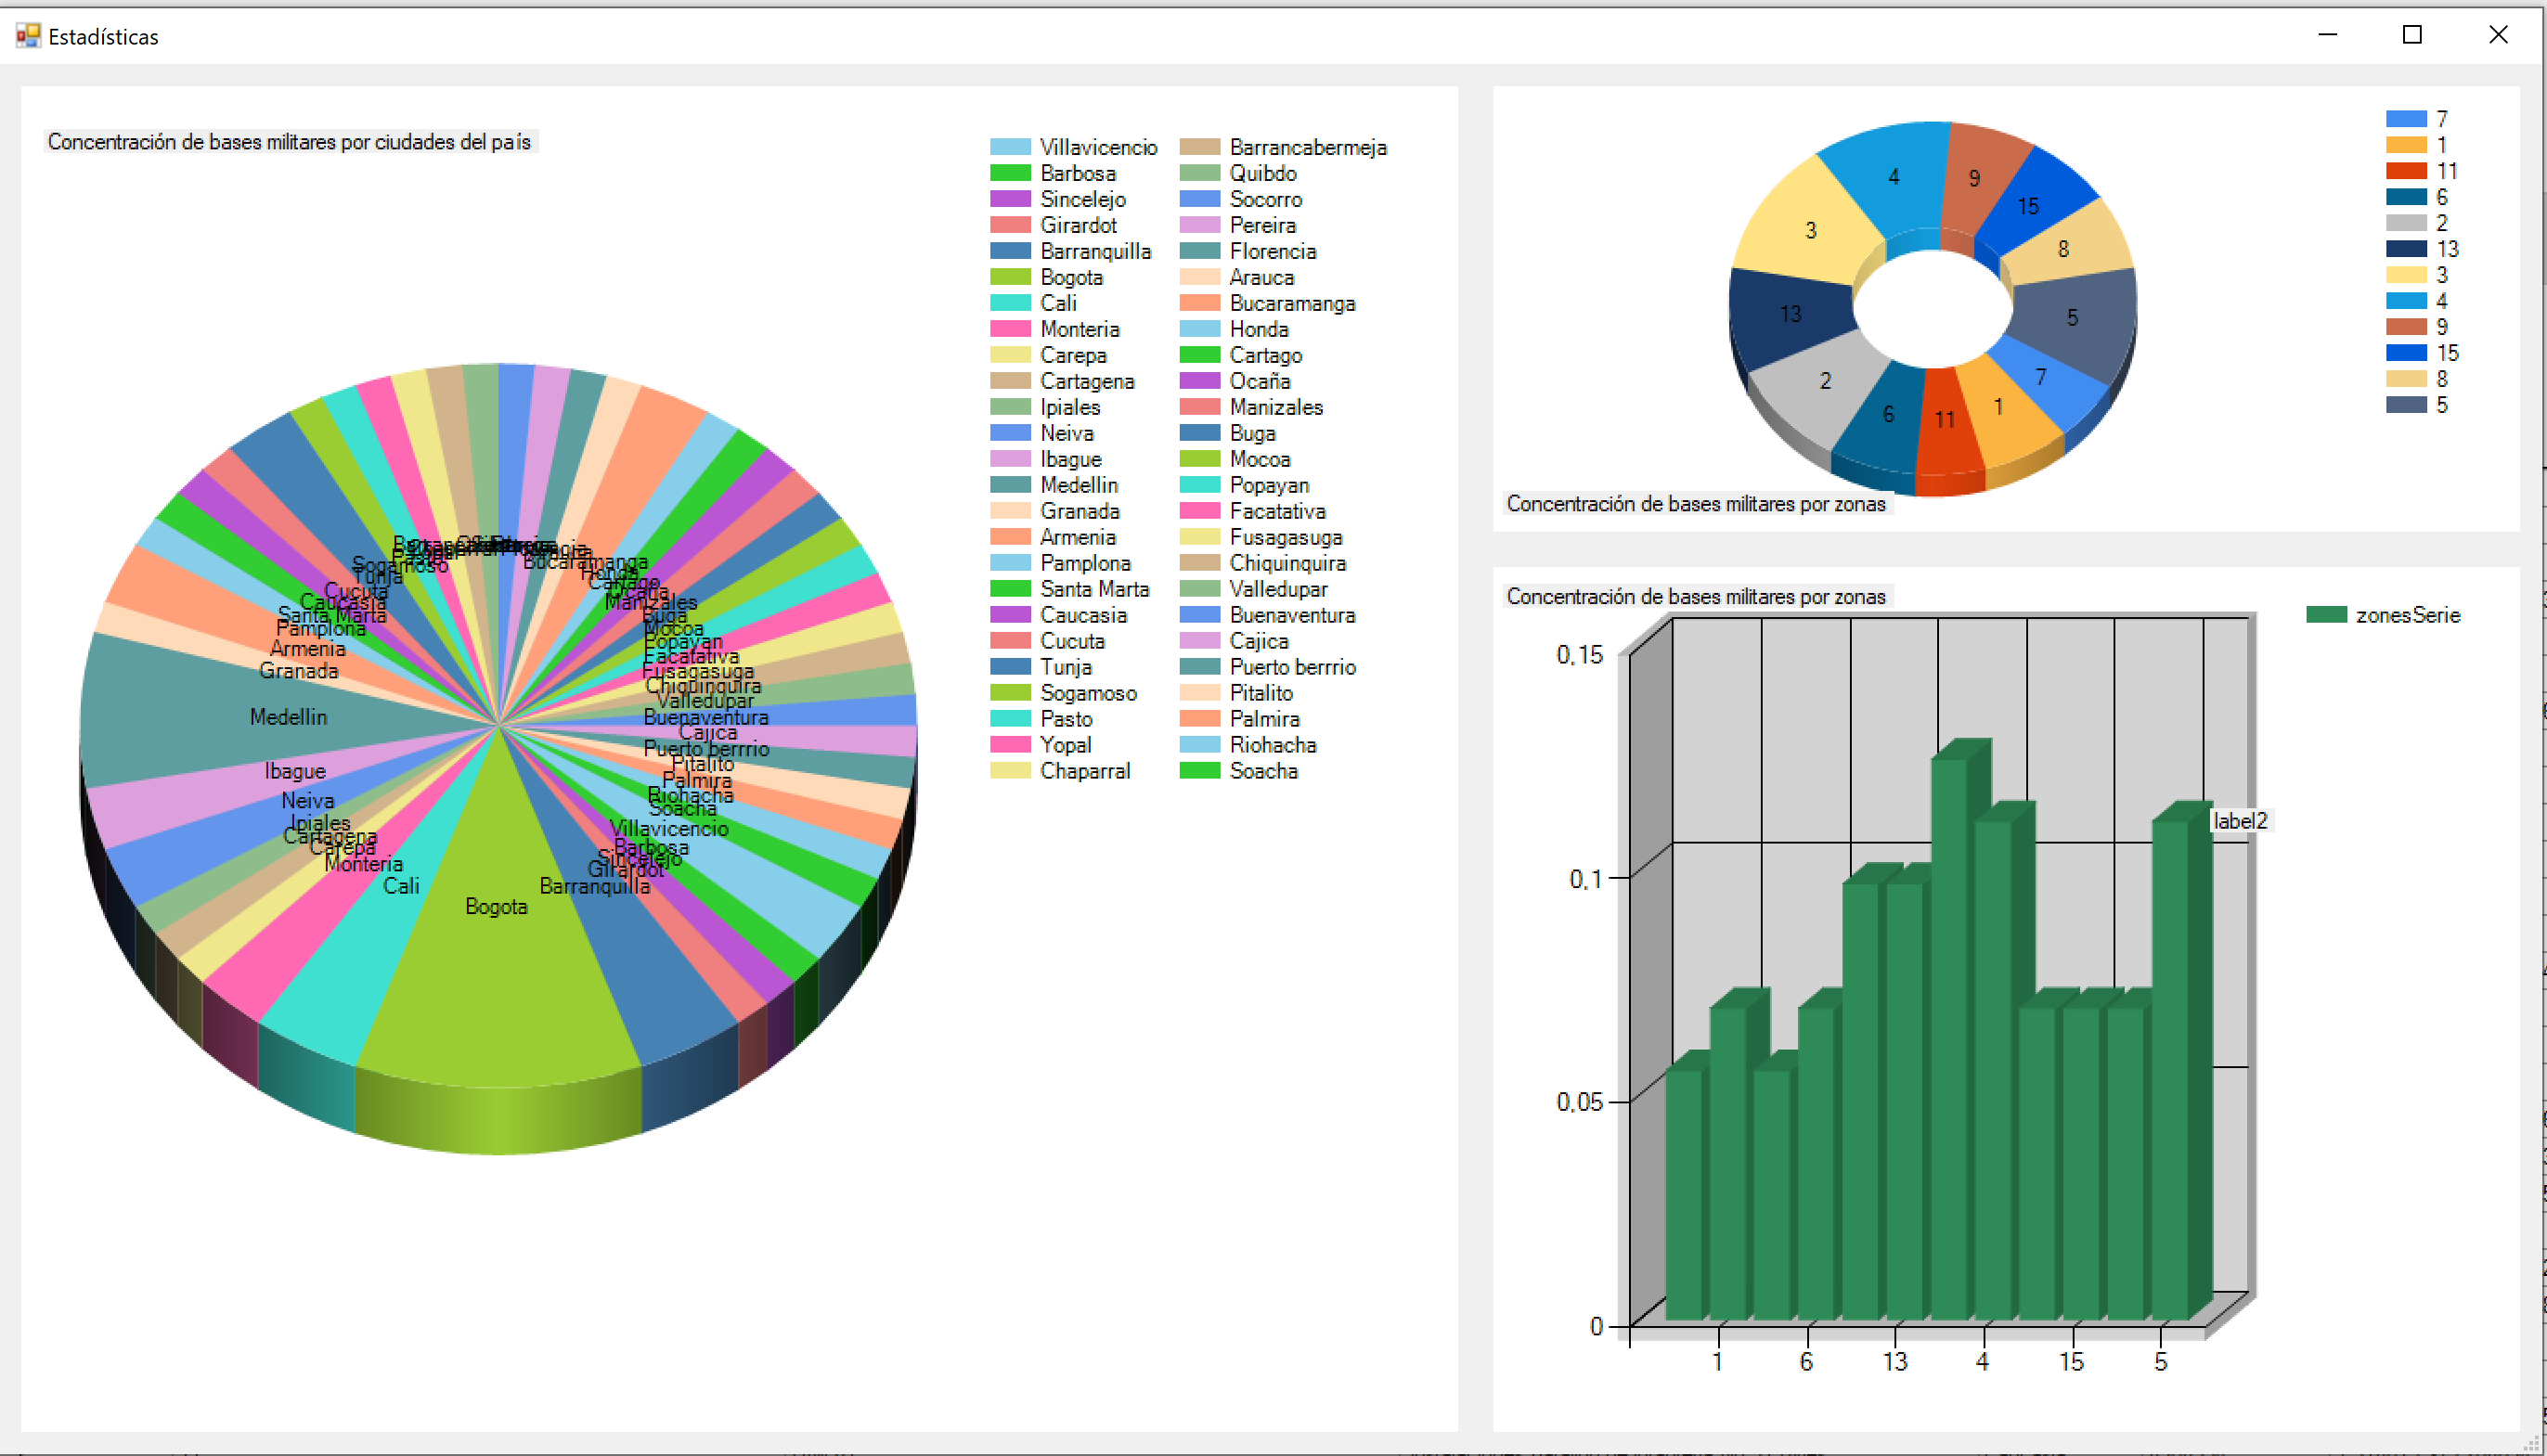 Estadísticas
Concentración de bases militares por ciudades del país
Villavicencio Barrancabermeja
Barbosa Quibdo
Sincelejo Socorro
Girardot Pereira
Barranquilla Florencia
Bogota Arauca
Cali Bucaramanga
Monteria Honda
Carepa Cartago
Cartagena Ocaña
Ipiales Manizales
Neiva Buga
Ibague Mocoa
Medellin Popayan
Granada Facatativa
Armenia Fusagasuga
Pamplona Chiquinquira
Santa Marta Valledupar
Caucasia Buenaventura
Cucuta Cajica
Tunja Puerto berrrio
Sogamoso Pitalito
Pasto Palmira
Yopal Riohacha
Chaparral Soacha
Bucaramanga
Sogamoso
Honda
Tunja
Cartago
Cucuta
Ocaña
Caucasia
Manizales
Santa Marta
Buga
Pamplona
Mocoa
Popayan
Armenia
Facatativa
Granada
Fusagasuga
Chiquinquira
Valledupar
Medellin
Buenaventura
Cajica
Puerto berrrio
Pitalito
Ibague
Palmira
Riohacha
Neiva
Soacha
Ipiales
Villavicencio
Cartagena
Carepa
Barbosa
Sincelejo
Monteria
Girardot
Cali
Barranquilla
Bogota
4
9
15
3
8
13
5
2
7
6
11
1
7
1
11
6
2
13
3
4
9
15
8
5
Concentración de bases militares por zonas
Concentración de bases militares por zonas
zonesSerie
0,15
label2
0,1
0,05
0
1 6 13 4 15 5